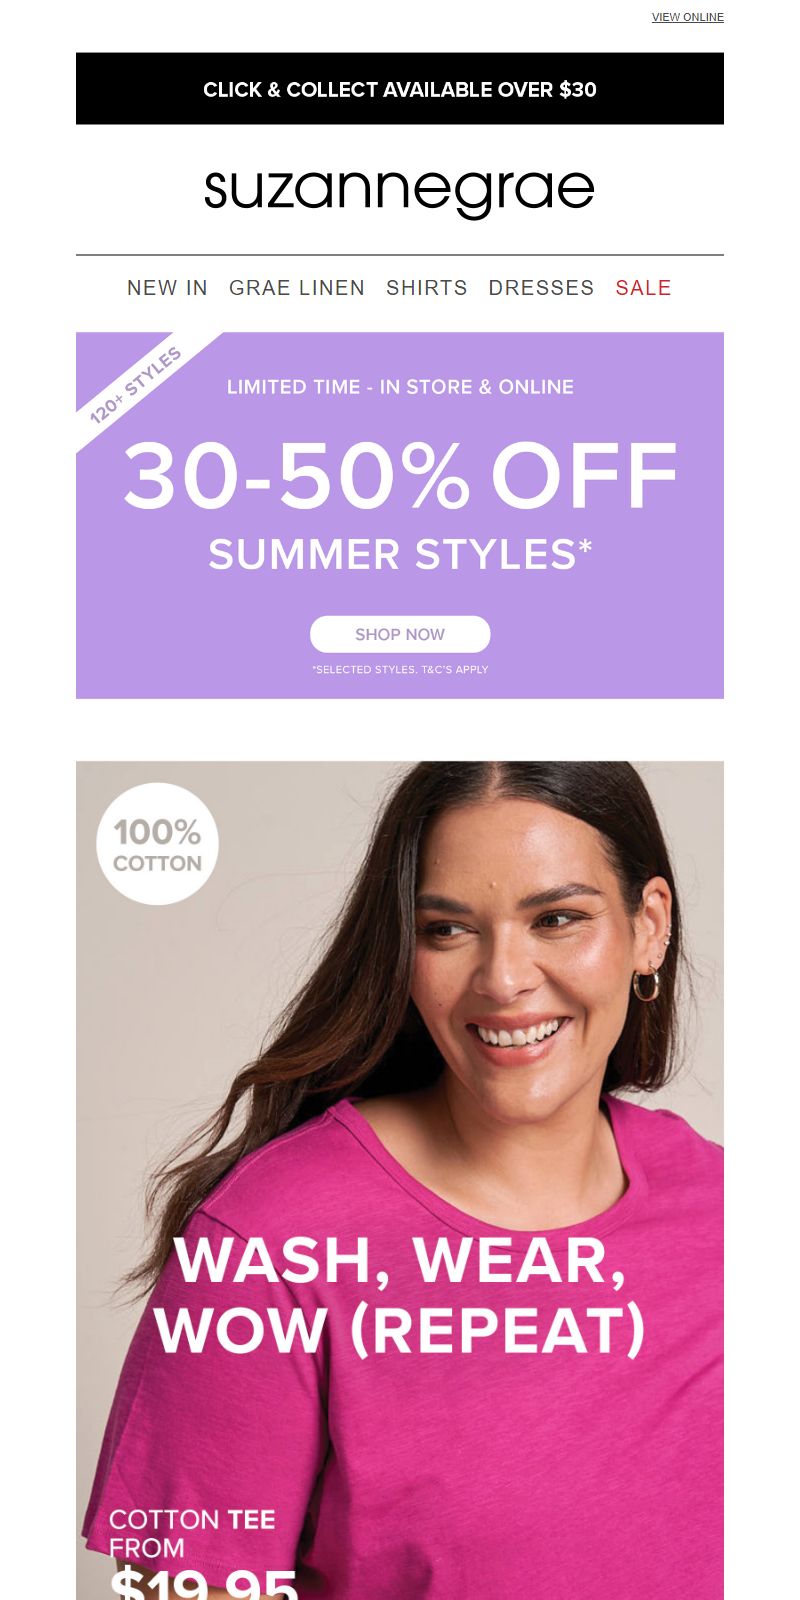 VIEW ONLINE
CLICK & COLLECT AVAILABLE OVER $30
suzannegrae
NEW IN GRAE LINEN SHIRTS DRESSES SALE
120+ STYLES
LIMITED TIME - IN STORE & ONLINE
30-50% OFF
SUMMER STYLES*
SHOP NOW
*SELECTED STYLES. T&C'S APPLY
100%
COTTON
WASH, WEAR,
WOW (REPEAT)
COTTON TEE
FROM
$19.95